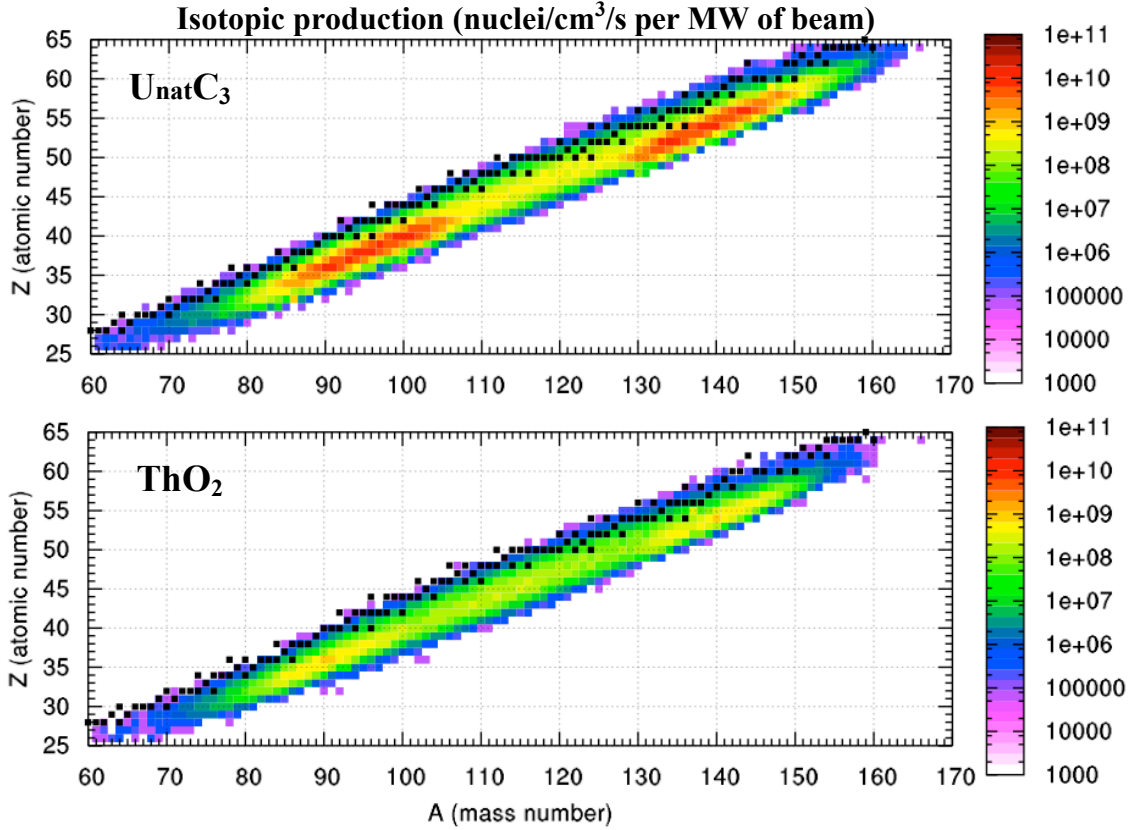 Isotopic production (nuclei/cm³/s per MW of beam)
UnatC₃
Z (atomic number)
65
60
55
50
45
40
35
30
25
60 70 80 90 100 110 120 130 140 150 160 170
1e+11
1e+10
1e+09
1e+08
1e+07
1e+06
100000
10000
1000
ThO₂
Z (atomic number)
65
60
55
50
45
40
35
30
25
60 70 80 90 100 110 120 130 140 150 160 170
A (mass number)
1e+11
1e+10
1e+09
1e+08
1e+07
1e+06
100000
10000
1000